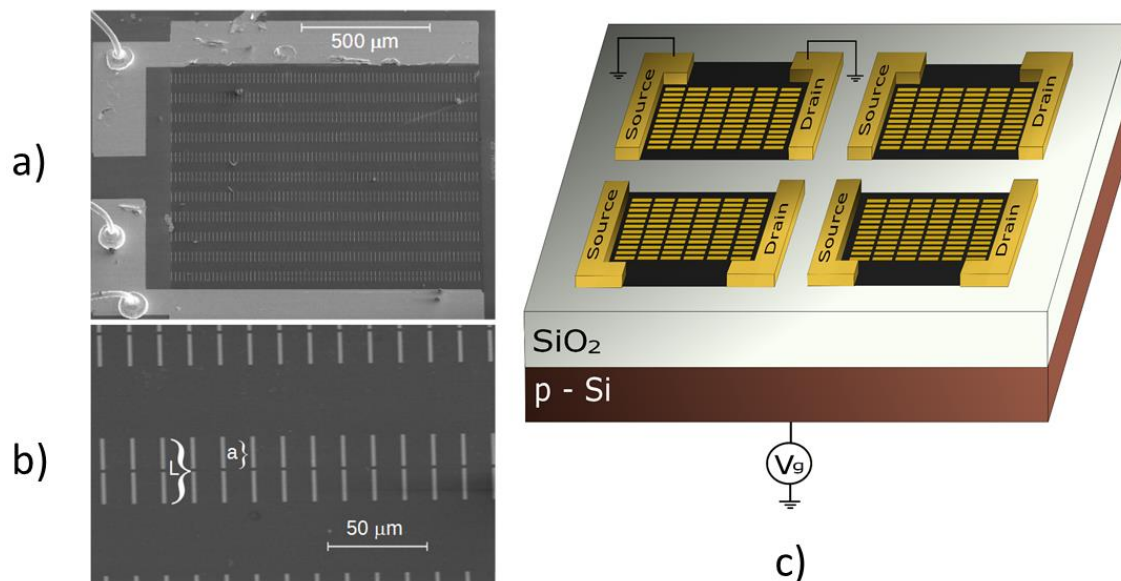 a)
500 μm
b)
L
a
50 μm
Source
Drain
Source
Drain
Source
Drain
Source
Drain
SiO₂
p - Si
Vg
c)